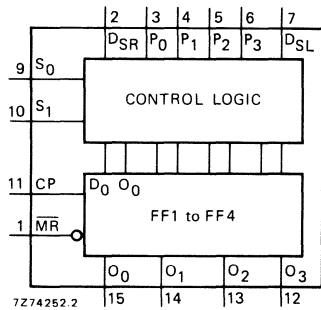 2 3 4 5 6 7
DSR P0 P1 P2 P3 DSL
9 S0
CONTROL LOGIC
10 S1
11 CP
D0 O0
FF1 to FF4
1 MR
O0 O1 O2 O3
7Z74252.2 15 14 13 12